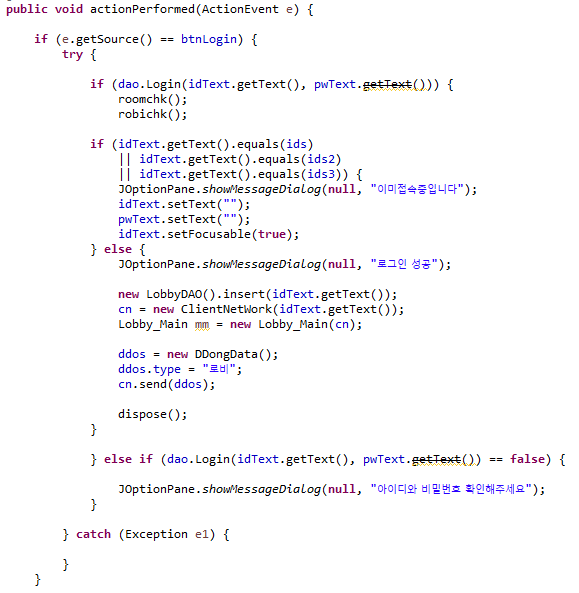 public void actionPerformed(ActionEvent e) {
if (e.getSource() == btnLogin) {
try {
if (dao.Login(idText.getText(), pwText.getText())) {
roomchk();
robichk();
if (idText.getText().equals(ids)
|| idText.getText().equals(ids2)
|| idText.getText().equals(ids3)) {
JOptionPane.showMessageDialog(null, "이미접속중입니다");
idText.setText("");
pwText.setText("");
idText.setFocusable(true);
} else {
JOptionPane.showMessageDialog(null, "로그인 성공");
new LobbyDAO().insert(idText.getText());
cn = new ClientNetWork(idText.getText());
Lobby_Main mm = new Lobby_Main(cn);
ddos = new DDongData();
ddos.type = "로비";
cn.send(ddos);
dispose();
}
} else if (dao.Login(idText.getText(), pwText.getText()) == false) {
JOptionPane.showMessageDialog(null, "아이디와 비밀번호 확인해주세요");
}
} catch (Exception e1) {
}
}